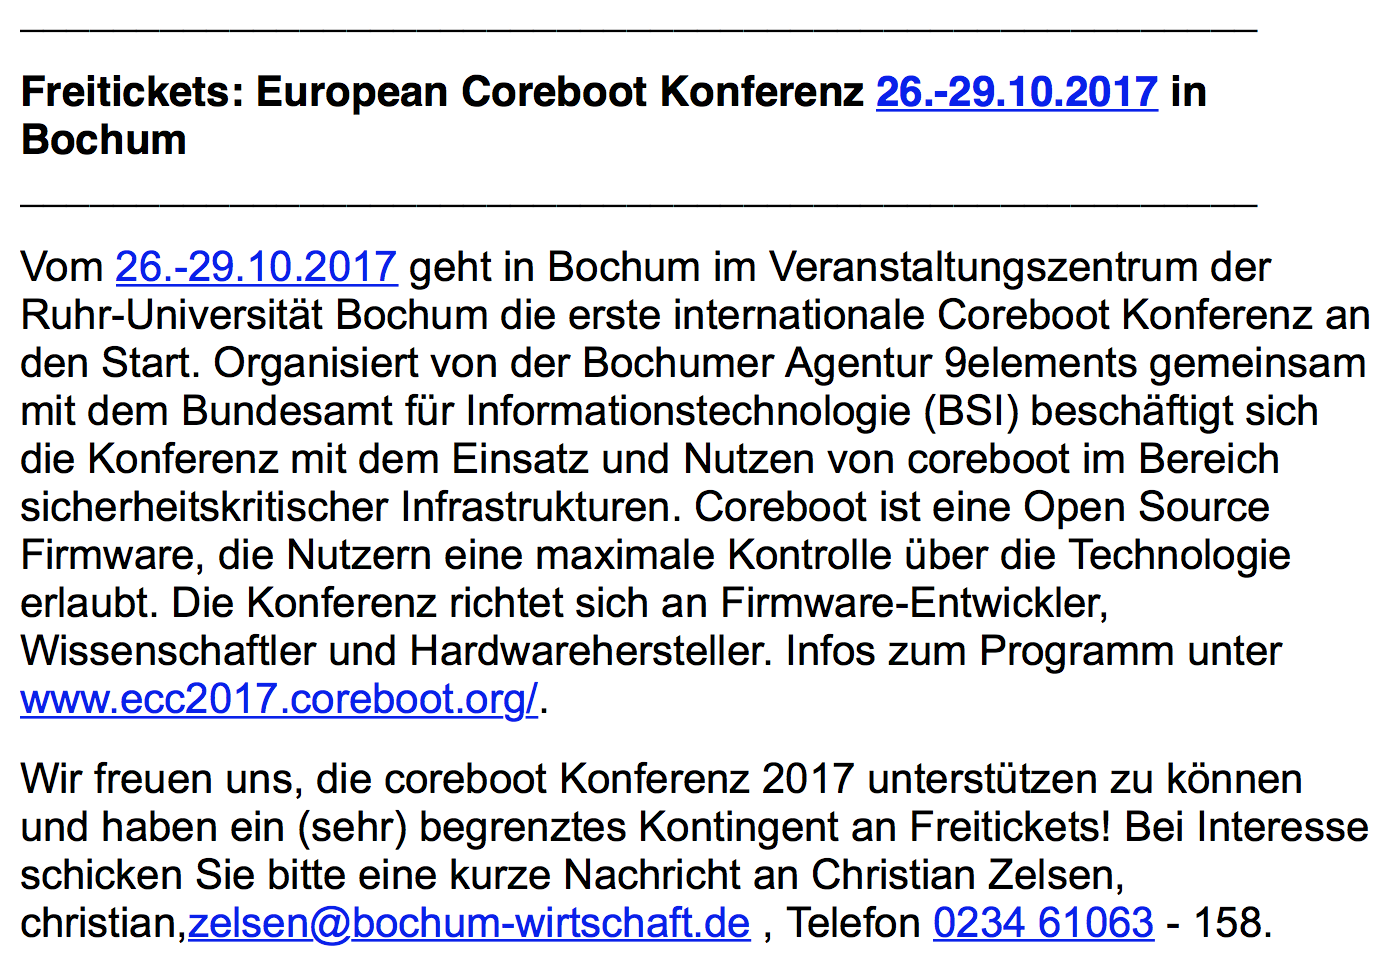 Freitickets: European Coreboot Konferenz 26.-29.10.2017 in
Bochum
Vom 26.-29.10.2017 geht in Bochum im Veranstaltungszentrum der
Ruhr-Universität Bochum die erste internationale Coreboot Konferenz an
den Start. Organisiert von der Bochumer Agentur 9elements gemeinsam
mit dem Bundesamt für Informationstechnologie (BSI) beschäftigt sich
die Konferenz mit dem Einsatz und Nutzen von coreboot im Bereich
sicherheitskritischer Infrastrukturen. Coreboot ist eine Open Source
Firmware, die Nutzern eine maximale Kontrolle über die Technologie
erlaubt. Die Konferenz richtet sich an Firmware-Entwickler,
Wissenschaftler und Hardwarehersteller. Infos zum Programm unter
www.ecc2017.coreboot.org/.
Wir freuen uns, die coreboot Konferenz 2017 unterstützen zu können
und haben ein (sehr) begrenztes Kontingent an Freitickets! Bei Interesse
schicken Sie bitte eine kurze Nachricht an Christian Zelsen,
christian,zelsen@bochum-wirtschaft.de , Telefon 0234 61063 - 158.